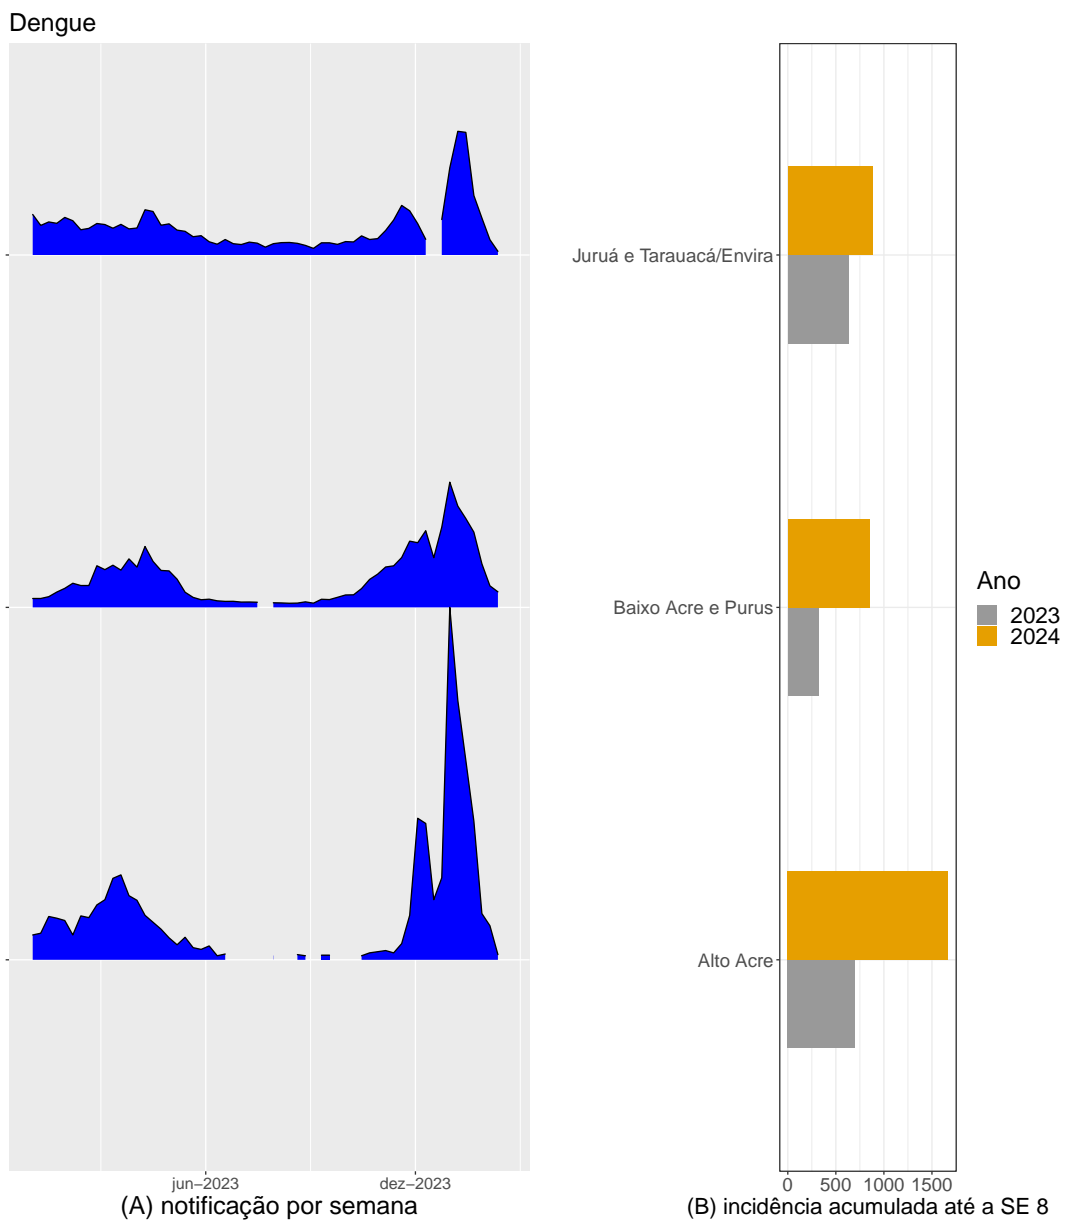 Dengue
Juruá e Tarauacá/Envira
Baixo Acre e Purus
Alto Acre
Ano
2023
2024
jun−2023 dez−2023
0 500 1000 1500
(A) notificação por semana
(B) incidência acumulada até a SE 8